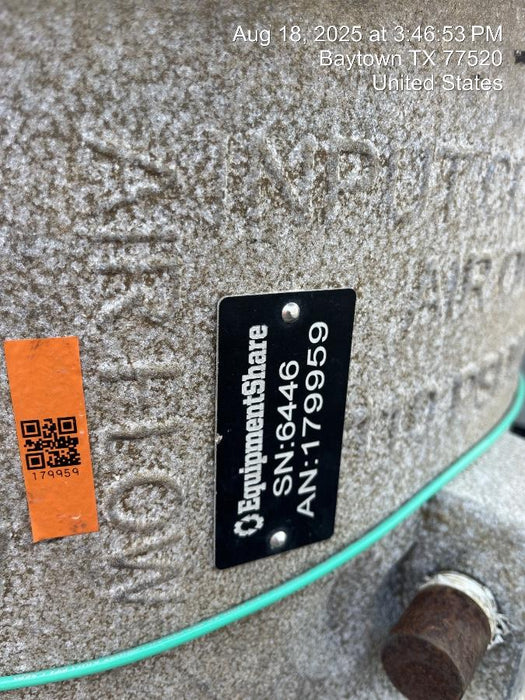 Aug 18, 2025 at 3:46:53 PM
Baytown TX 77520
United States
INPUT
AIR
AIR FLOW
EquipmentShare
SN:6446
AN:179959
179959